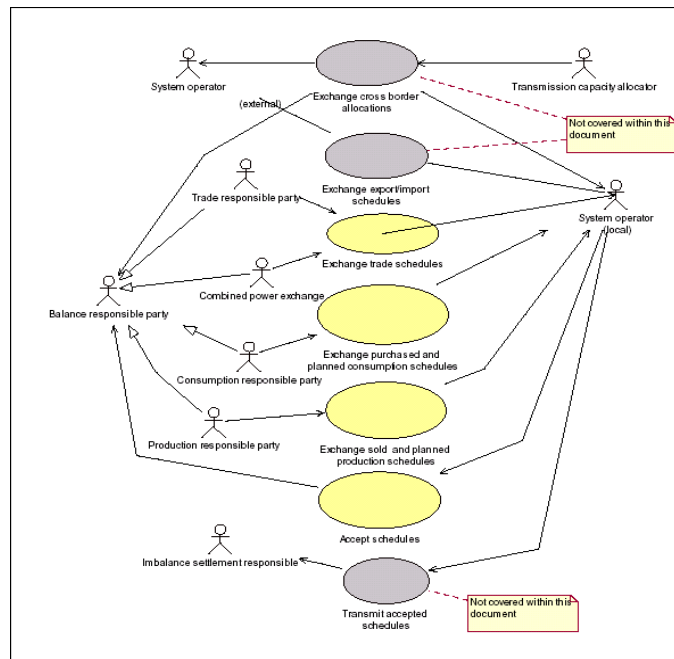 System operator
Exchange cross border
allocations
Transmission capacity allocator
(external)
Not covered within this
document
Exchange export/import
schedules
Trade responsible party
System operator
(local)
Exchange trade schedules
Combined power exchange
Balance responsible party
Exchange purchased and
planned consumption schedules
Consumption responsible party
Production responsible party
Exchange sold and planned
production schedules
Accept schedules
Imbalance settlement responsible
Transmit accepted
schedules
Not covered within this
document